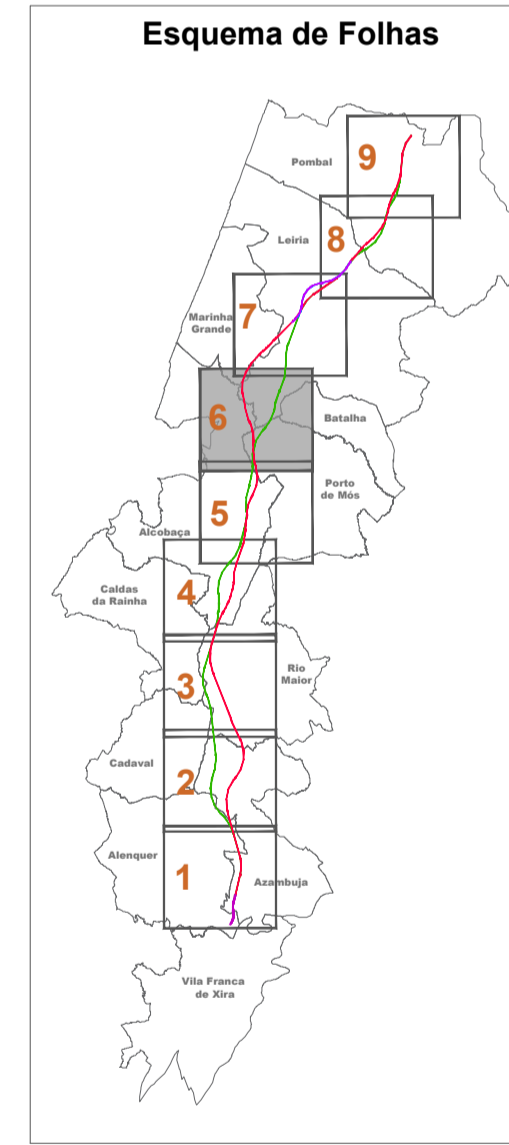 Esquema de Folhas
9
Pombal
8
Leiria
7
Marinha
Grande
6
Batalha
5
Porto
de Mós
Alcobaça
4
Caldas
da Rainha
3
Rio
Maior
Cadaval
2
Alenquer
1
Azambuja
Vila Franca
de Xira